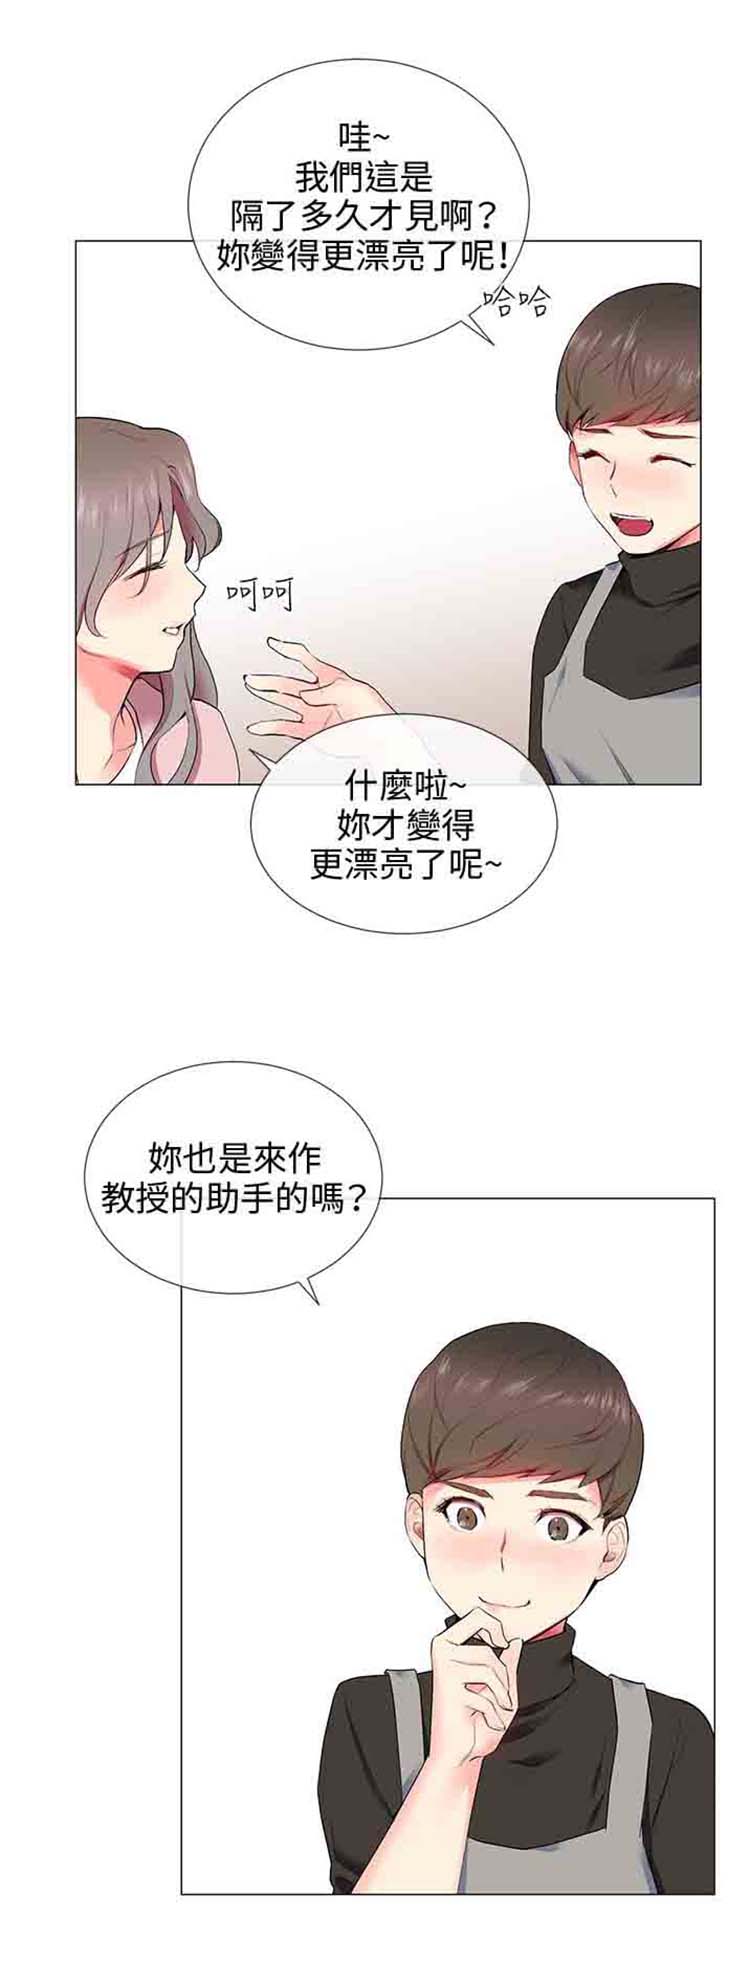 哇~
我們這是
隔了多久才見啊?
妳變得更漂亮了呢!
哈哈
呵呵
什麼啦~
妳才變得
更漂亮了呢~
妳也是來作
教授的助手的嗎?